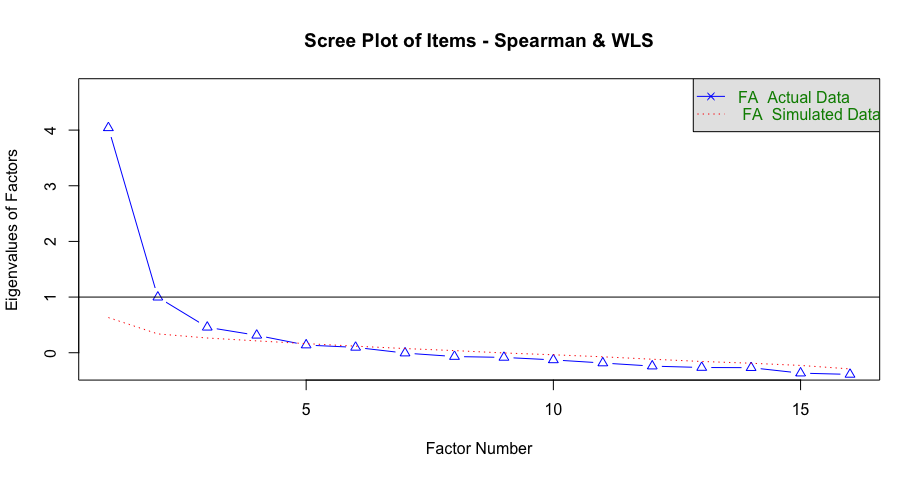 Scree Plot of Items - Spearman & WLS
FA  Actual Data
FA  Simulated Data
Eigenvalues of Factors
4
3
2
1
0
5
10
15
Factor Number